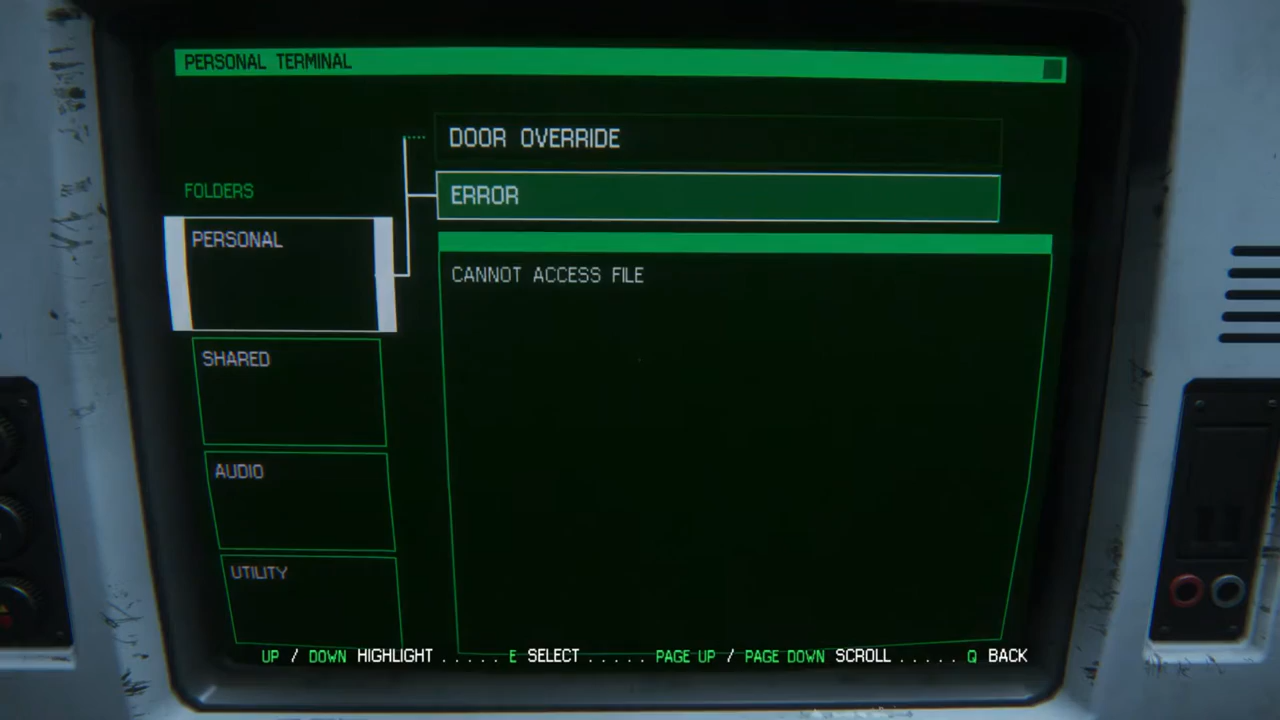 PERSONAL TERMINAL
FOLDERS
PERSONAL
SHARED
AUDIO
UTILITY
DOOR OVERRIDE
ERROR
CANNOT ACCESS FILE
UP / DOWN HIGHLIGHT ..... E SELECT ..... PAGE UP / PAGE DOWN SCROLL ..... Q BACK